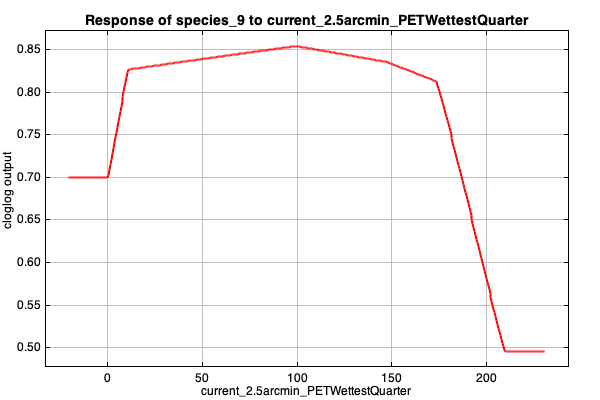 Response of species_9 to current_2.5arcmin_PETWettestQuarter
cloglog output
0.85
0.80
0.75
0.70
0.65
0.60
0.55
0.50
0 50 100 150 200
current_2.5arcmin_PETWettestQuarter